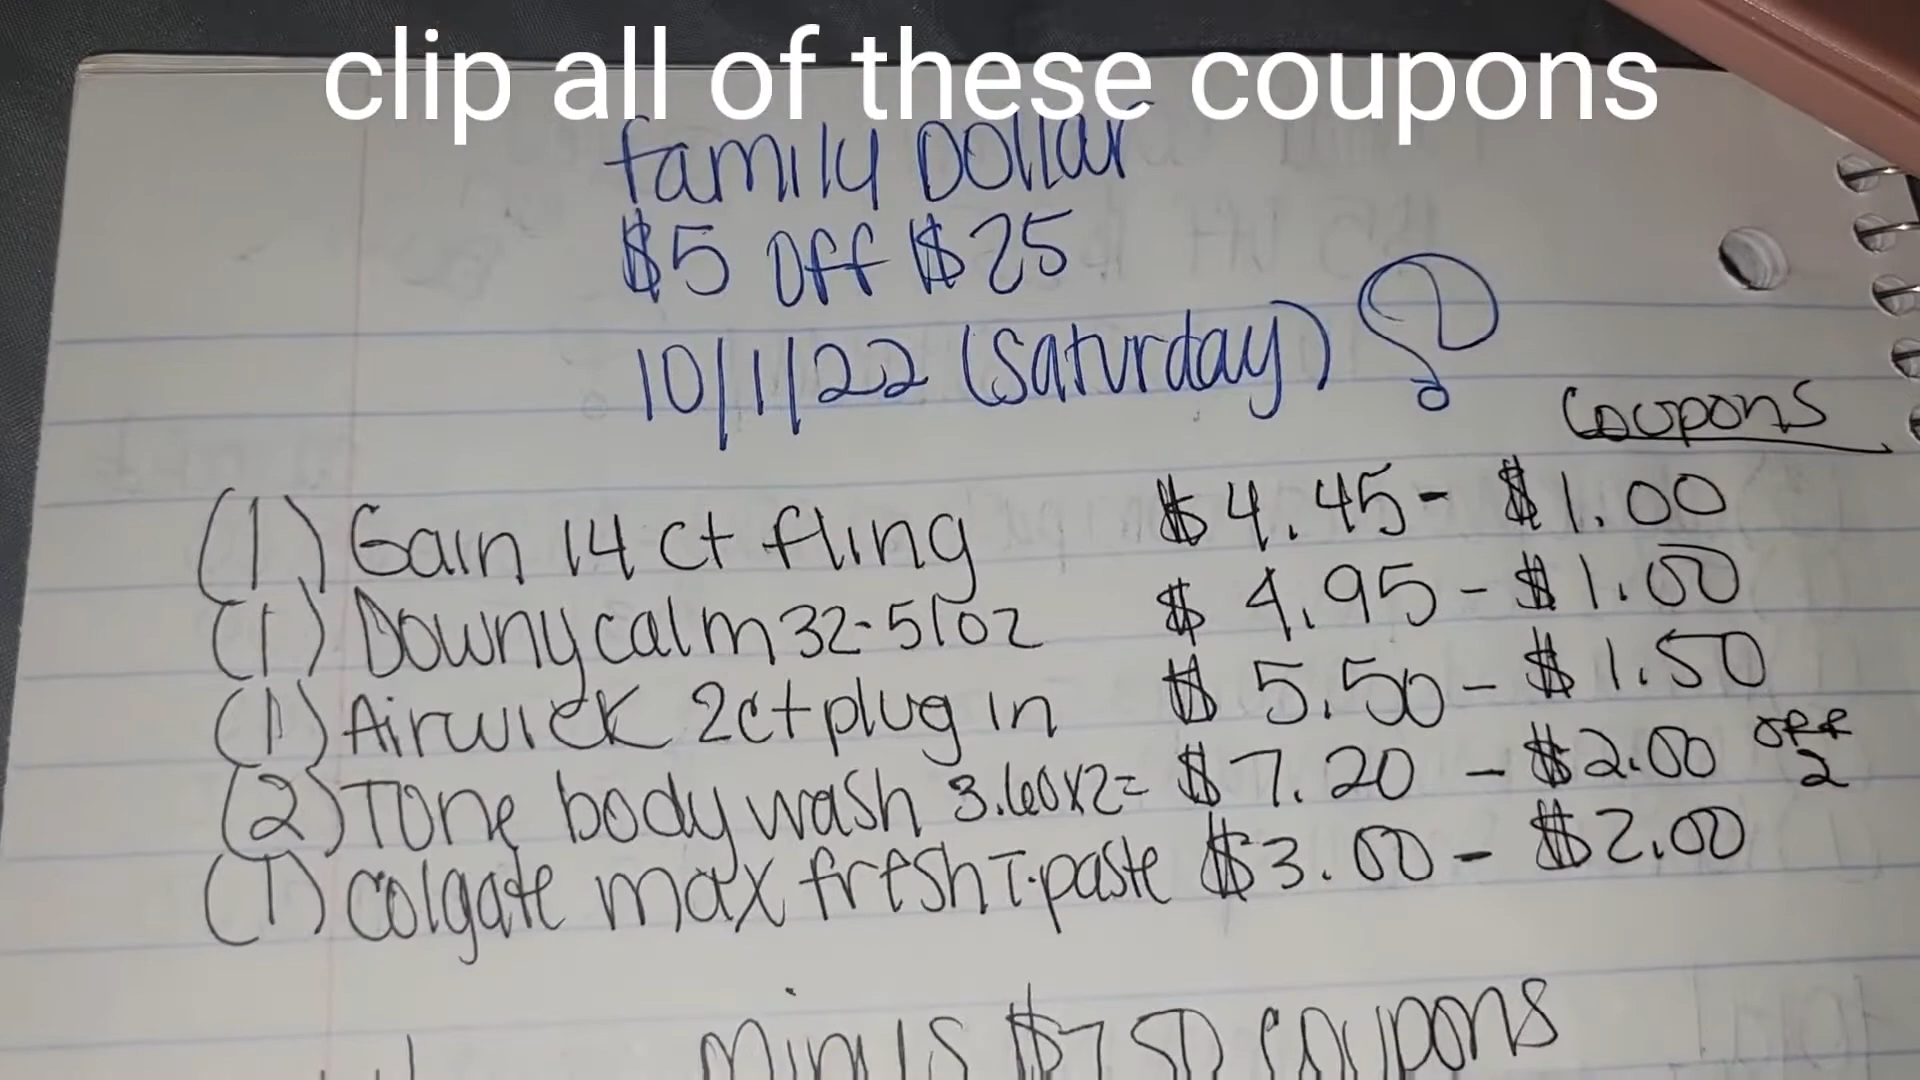 clip all of these coupons
family Dollar
$5 off $25
10/1/22 (Saturday)
Coupons
(1) Gain 14 ct fling $4.45 - $1.00
(1) Downy calm 32-51oz $4.95 - $1.00
(1) Airwick 2ct plug in $5.50 - $1.50
(2) Tone body wash 3.60x2= $7.20 - $2.00 off 2
(1) Colgate max fresh T.paste $3.00 - $2.00
minus $7.50 coupons